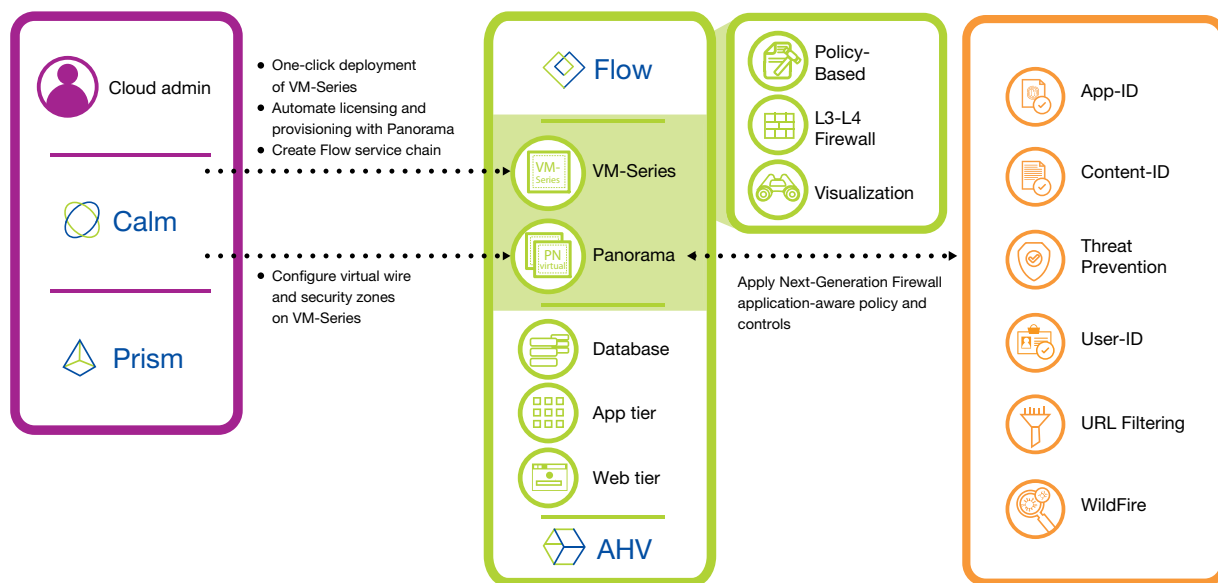 Cloud admin
Calm
Prism
● One-click deployment
of VM-Series
● Automate licensing and
provisioning with Panorama
● Create Flow service chain
● Configure virtual wire
and security zones
on VM-Series
Flow
VM-
Series
VM-Series
PN
virtual
Panorama
Database
App tier
Web tier
AHV
Policy-
Based
L3-L4
Firewall
Visualization
Apply Next-Generation Firewall
application-aware policy and
controls
App-ID
Content-ID
Threat
Prevention
User-ID
URL Filtering
WildFire